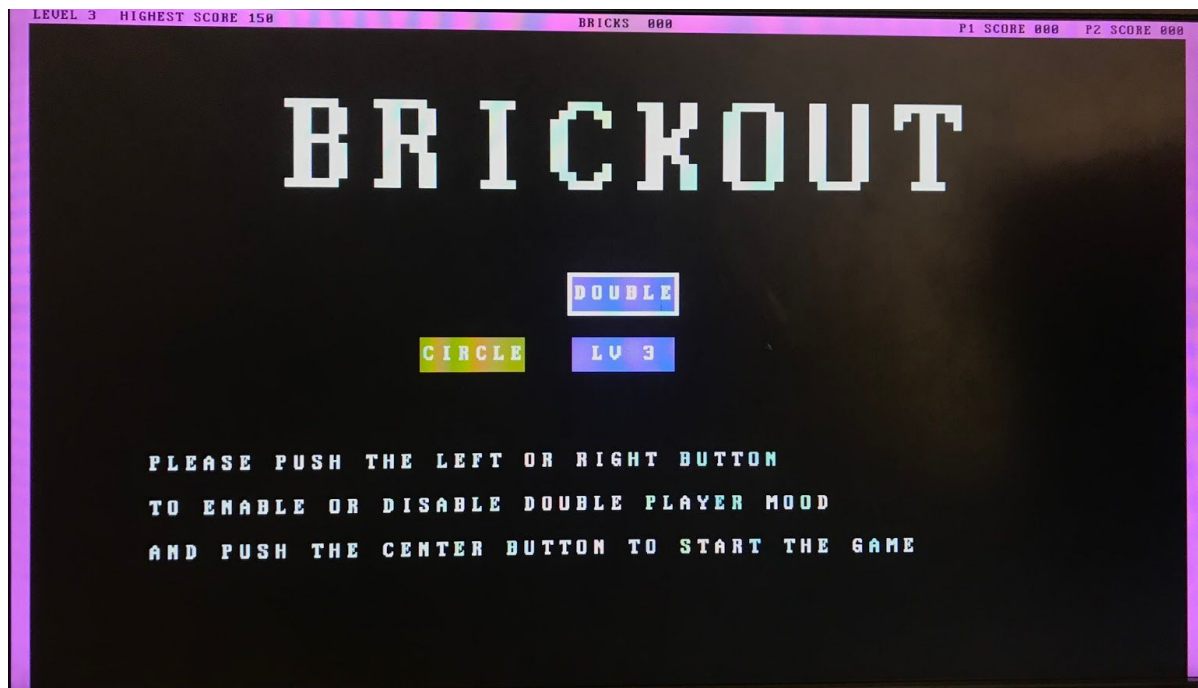 LEVEL 3 HIGHEST SCORE 150 BRICKS 000 P1 SCORE 000 P2 SCORE 000
BRICKOUT
DOUBLE
CIRCLE LV 3
PLEASE PUSH THE LEFT OR RIGHT BUTTON
TO ENABLE OR DISABLE DOUBLE PLAYER MOOD
AND PUSH THE CENTER BUTTON TO START THE GAME